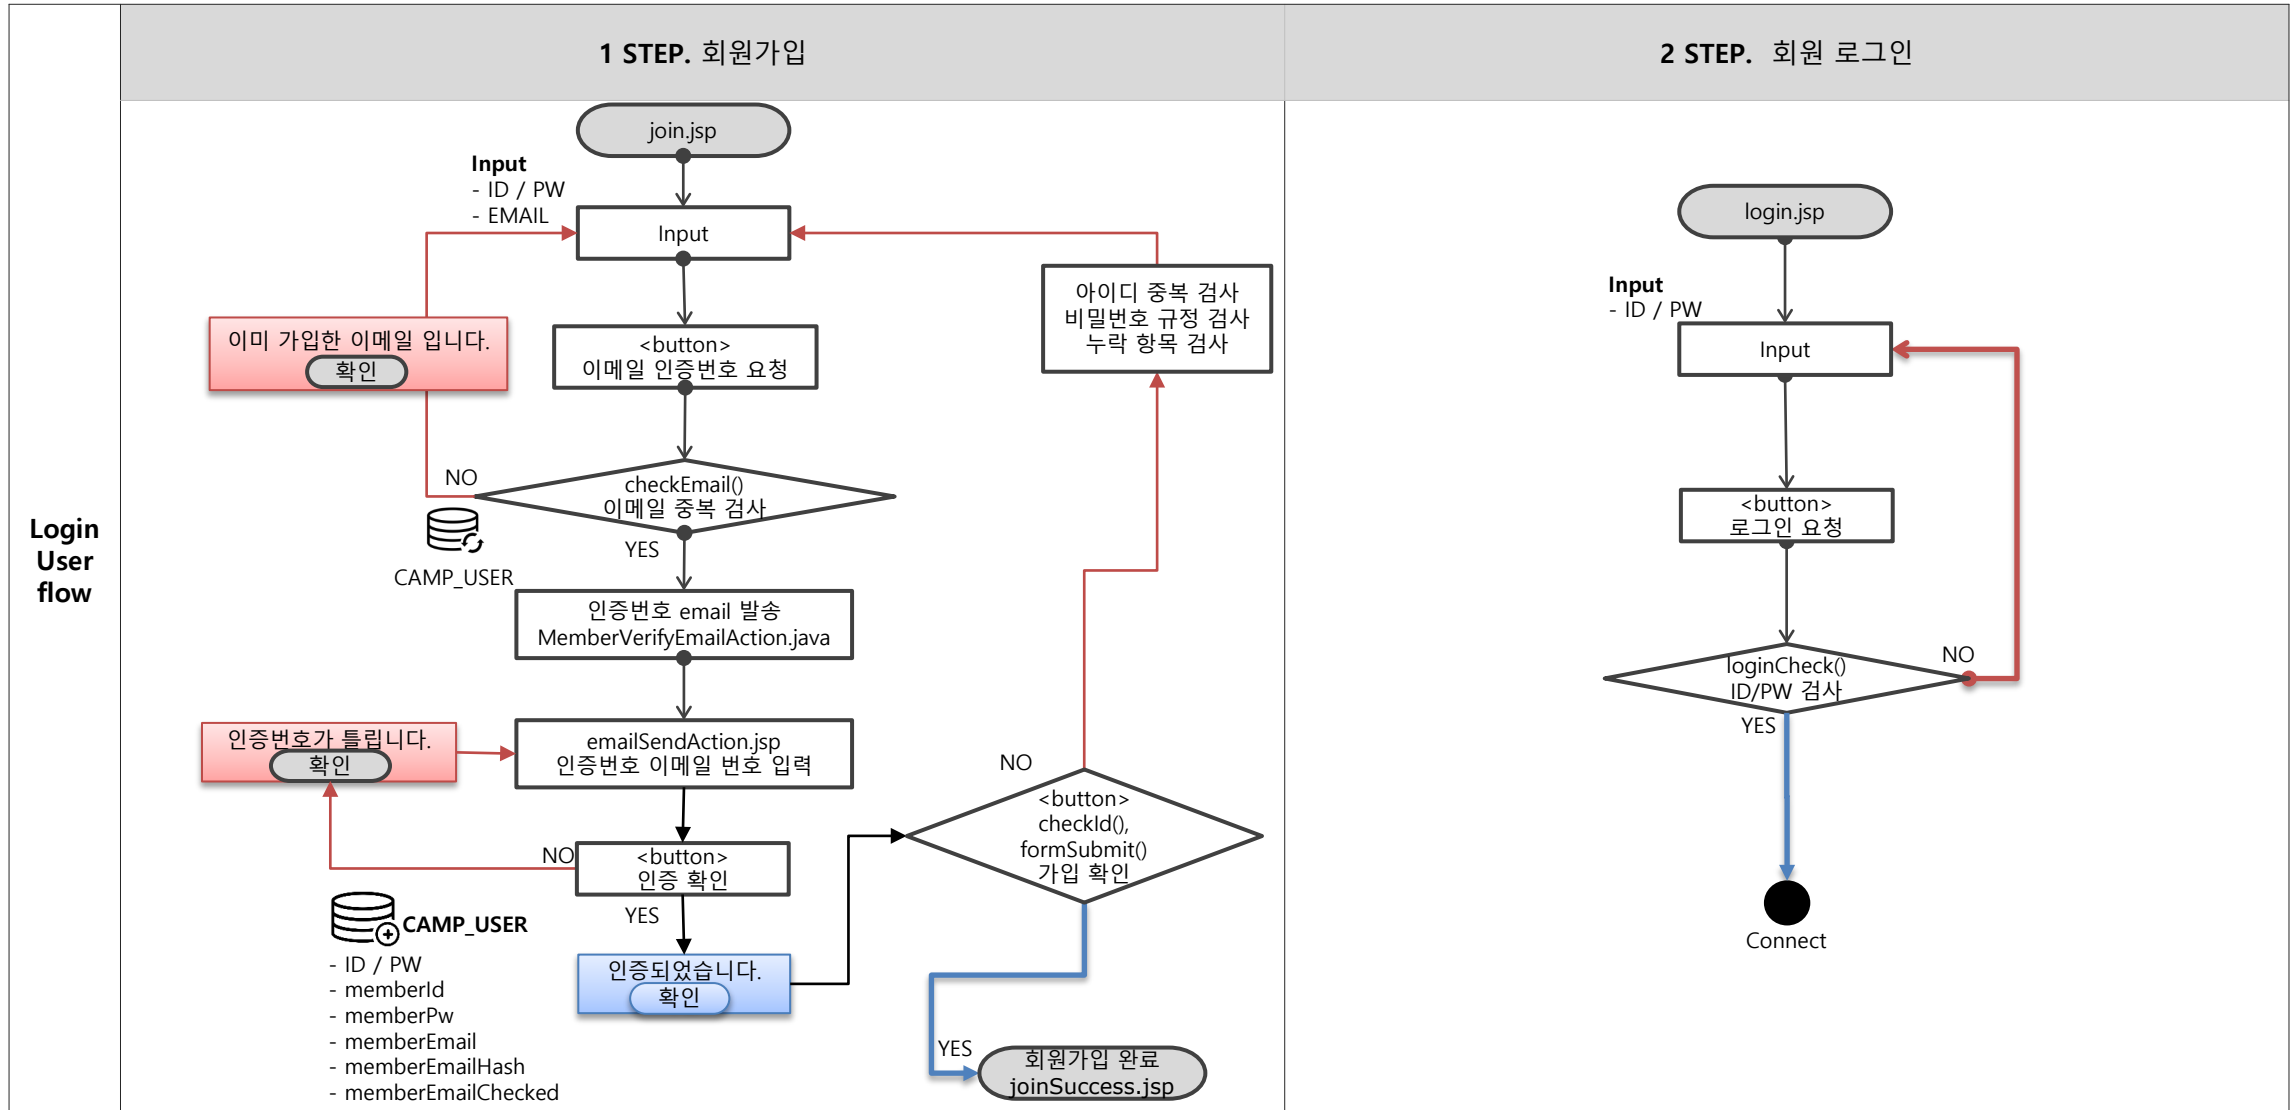 1 STEP. 회원가입
2 STEP. 회원 로그인
Login
User
flow
join.jsp
Input
- ID / PW
- EMAIL
Input
이미 가입한 이메일 입니다.
확인
<button>
이메일 인증번호 요청
아이디 중복 검사
비밀번호 규정 검사
누락 항목 검사
NO
checkEmail()
이메일 중복 검사
YES
CAMP_USER
인증번호 email 발송
MemberVerifyEmailAction.java
인증번호가 틀립니다.
확인
emailSendAction.jsp
인증번호 이메일 번호 입력
NO
<button>
인증 확인
YES
CAMP_USER
- ID / PW
- memberId
- memberPw
- memberEmail
- memberEmailHash
- memberEmailChecked
인증되었습니다.
확인
NO
<button>
checkId(),
formSubmit()
가입 확인
YES
회원가입 완료
joinSuccess.jsp
login.jsp
Input
- ID / PW
Input
<button>
로그인 요청
loginCheck()
ID/PW 검사
NO
YES
Connect